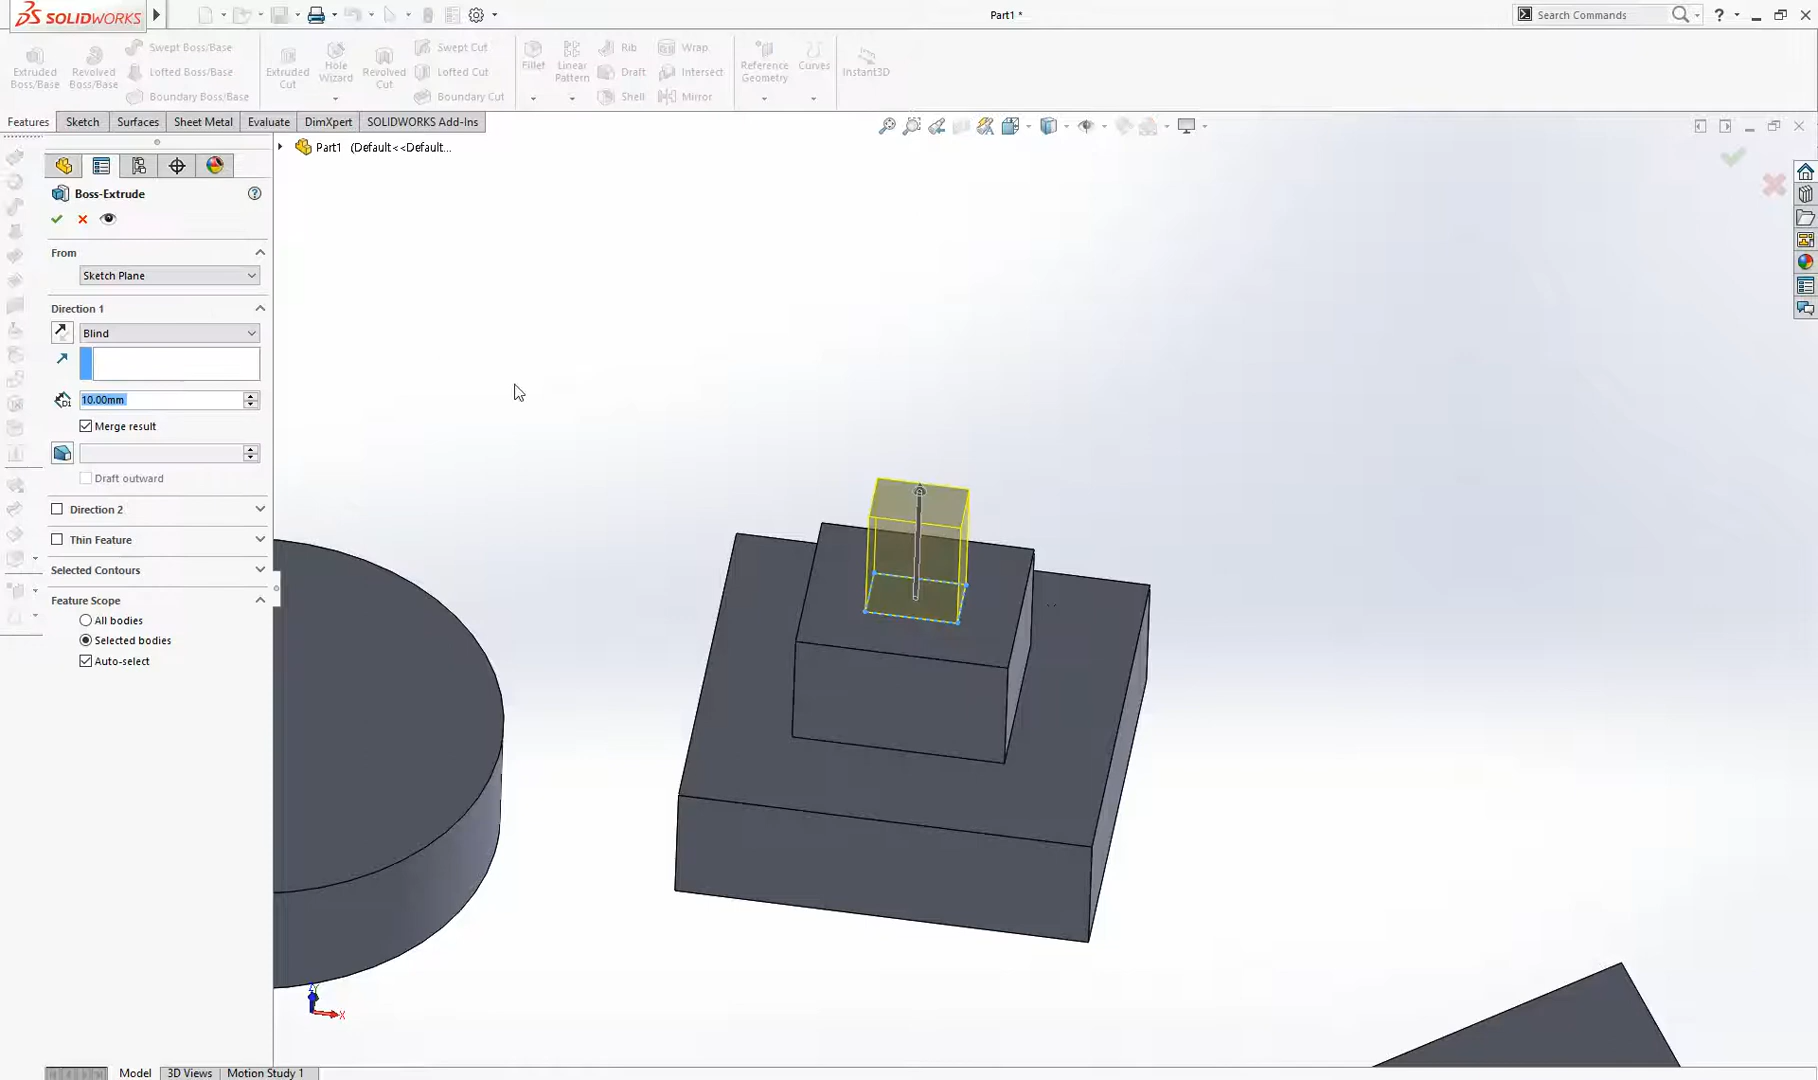 SOLIDWORKS
Part1 *
Search Commands
?
Extruded Boss/Base
Revolved Boss/Base
Swept Boss/Base
Lofted Boss/Base
Boundary Boss/Base
Extruded Cut
Hole Wizard
Revolved Cut
Swept Cut
Lofted Cut
Boundary Cut
Fillet
Linear Pattern
Rib
Draft
Shell
Wrap
Intersect
Mirror
Reference Geometry
Curves
Instant3D
Features
Sketch
Surfaces
Sheet Metal
Evaluate
DimXpert
SOLIDWORKS Add-Ins
Part1 (Default<<Default...
Boss-Extrude
?
From
Sketch Plane
Direction 1
Blind
D1
10.00mm
Merge result
Draft outward
Direction 2
Thin Feature
Selected Contours
Feature Scope
All bodies
Selected bodies
Auto-select
X
Model
3D Views
Motion Study 1